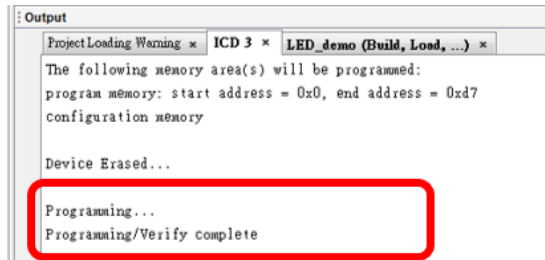 Output
Project Loading Warning × ICD 3 × LED_demo (Build, Load, ...) ×
The following memory area(s) will be programmed:
program memory: start address = 0x0, end address = 0xd7
Configuration memory
Device Erased...
Programming...
Programming/Verify complete